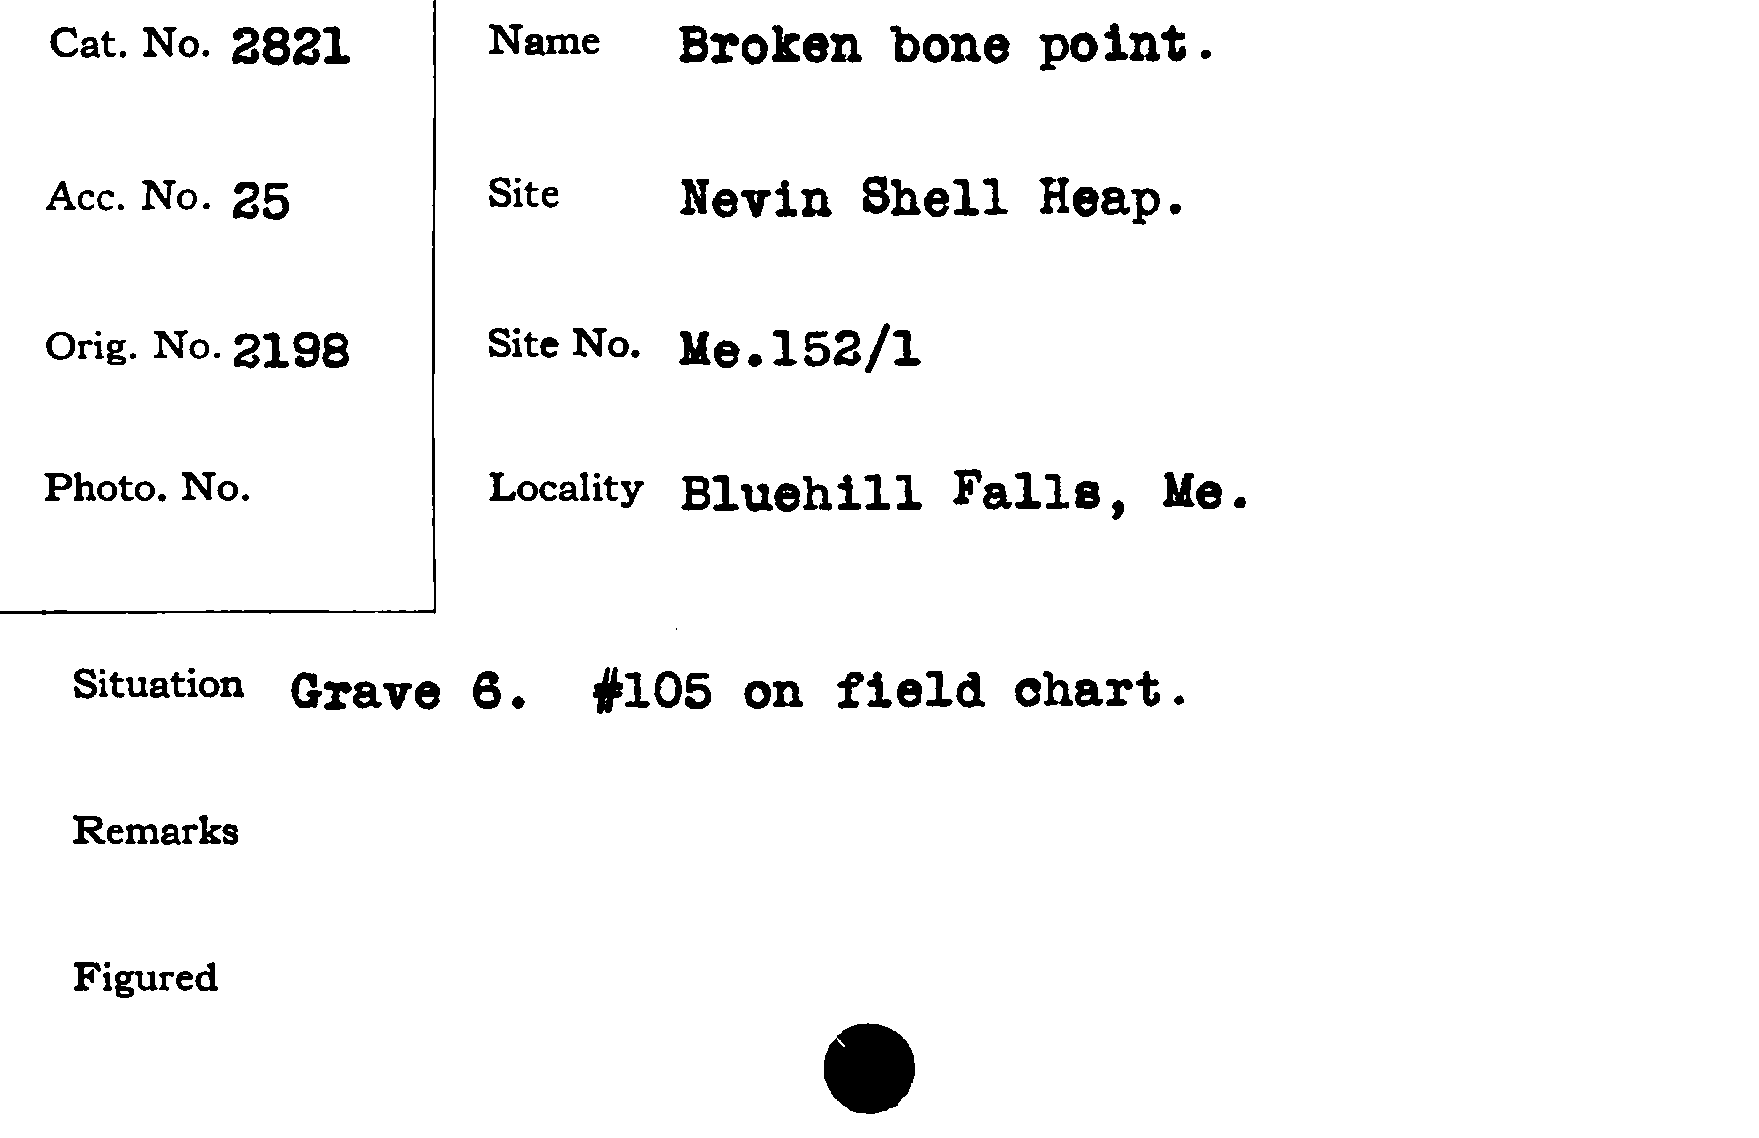 Cat. No. 2821
Name Broken bone point.
Acc. No. 25
Site Nevin Shell Heap.
Orig. No. 2198
Site No. Me.152/1
Photo. No.
Locality Bluehill Falls, Me.
Situation Grave 6. #105 on field chart.
Remarks
Figured